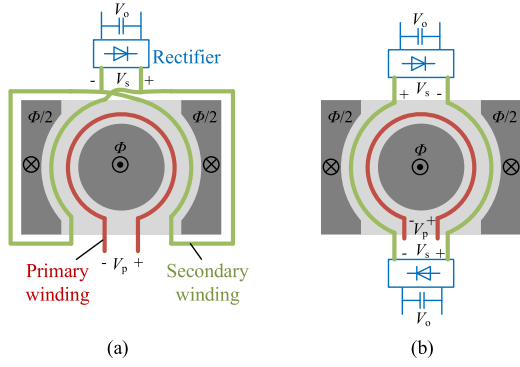 Vo
Rectifier
- Vs +
Φ/2 Φ/2
Φ
- Vp +
Primary winding
Secondary winding
(a)
Vo
+ Vs -
Φ/2 Φ/2
Φ
- +
Vp
- Vs +
Vo
(b)